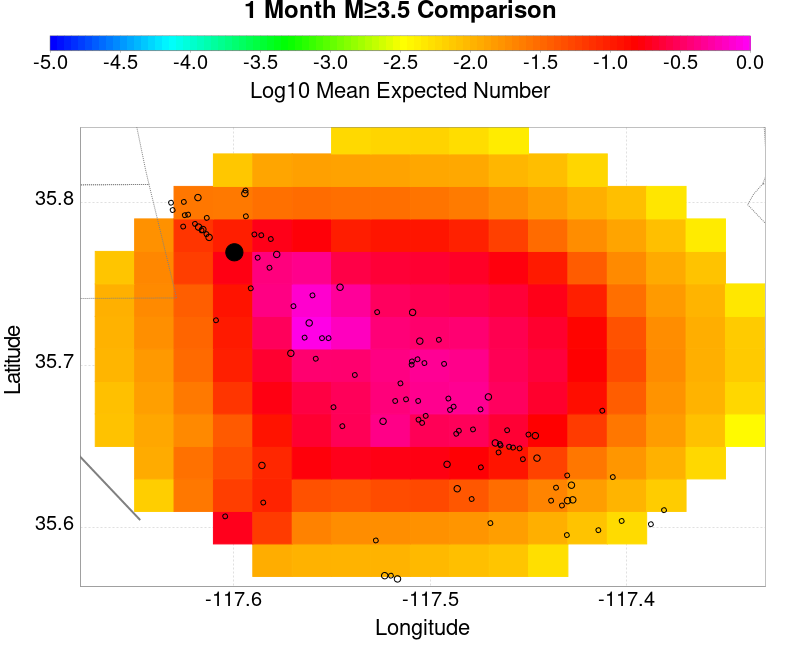 1 Month M≥3.5 Comparison
-5.0 -4.5 -4.0 -3.5 -3.0 -2.5 -2.0 -1.5 -1.0 -0.5 0.0
Log10 Mean Expected Number
35.8
35.7
35.6
Latitude
-117.6 -117.5 -117.4
Longitude